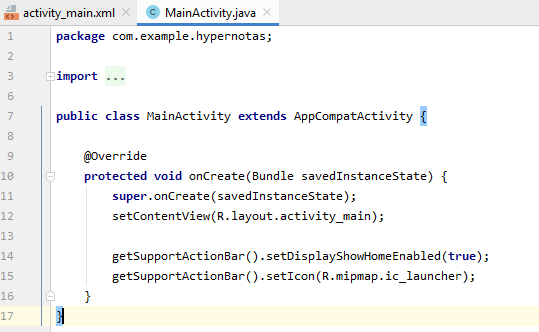 activity_main.xml MainActivity.java
1 package com.example.hypernotas;
2
3 import ...
6
7 public class MainActivity extends AppCompatActivity {
8
9 @Override
10 protected void onCreate(Bundle savedInstanceState) {
11 super.onCreate(savedInstanceState);
12 setContentView(R.layout.activity_main);
13
14 getSupportActionBar().setDisplayShowHomeEnabled(true);
15 getSupportActionBar().setIcon(R.mipmap.ic_launcher);
16 }
17 }